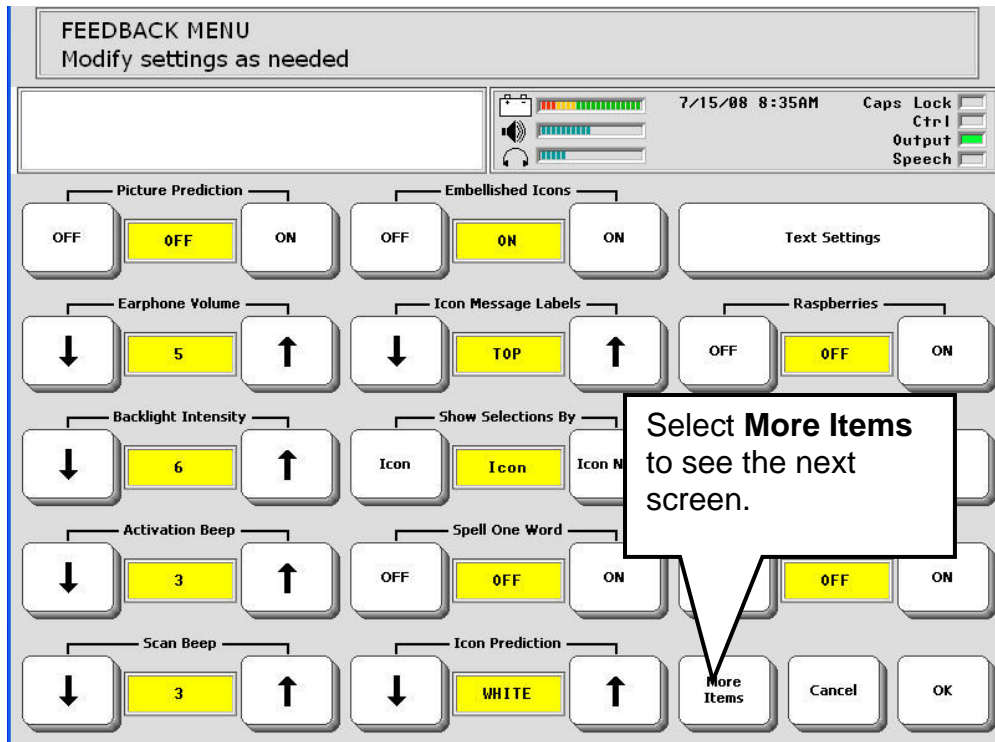 FEEDBACK MENU
Modify settings as needed
7/15/08 8:35AM
Caps Lock
Ctrl
Output
Speech
Picture Prediction
OFF OFF ON
Embellished Icons
OFF ON ON
Text Settings
Earphone Volume
↓ 5 ↑
Icon Message Labels
↓ TOP ↑
Raspberries
OFF OFF ON
Backlight Intensity
↓ 6 ↑
Show Selections By
Icon Icon Icon N
Select More Items
to see the next
screen.
Activation Beep
↓ 3 ↑
Spell One Word
OFF OFF ON
OFF ON
Scan Beep
↓ 3 ↑
Icon Prediction
↓ WHITE ↑
More
Items
Cancel
OK